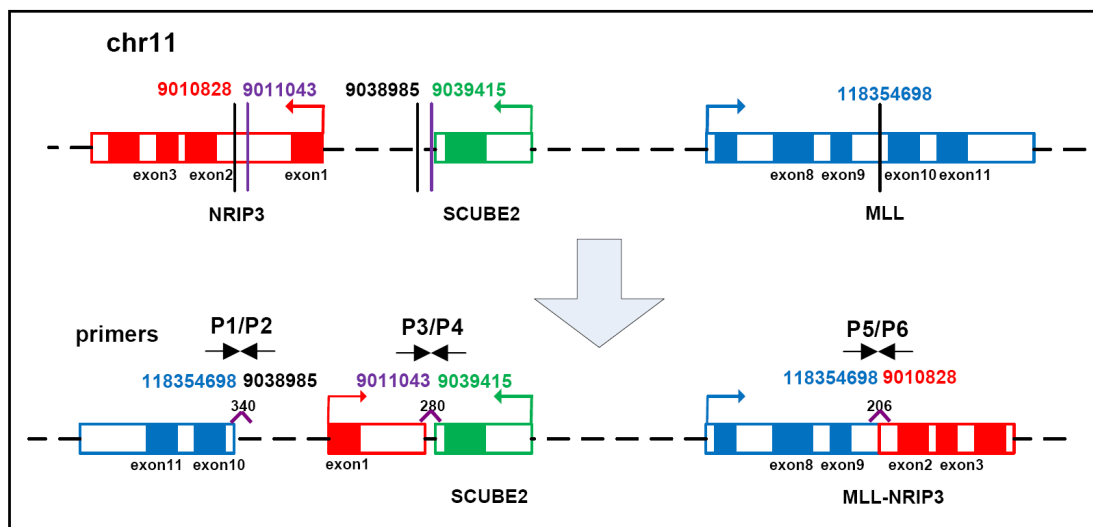 chr11
9010828 9011043 9038985 9039415 118354698
exon3 exon2 exon1 exon8 exon9 exon10 exon11
NRIP3 SCUBE2 MLL
primers P1/P2 P3/P4 P5/P6
118354698 9038985 9011043 9039415 118354698 9010828
340 280 206
exon11 exon10 exon1 exon8 exon9 exon2 exon3
SCUBE2 MLL-NRIP3